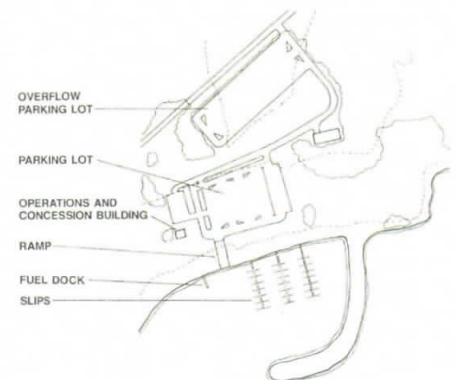 OVERFLOW
PARKING LOT
PARKING LOT
OPERATIONS AND
CONCESSION BUILDING
RAMP
FUEL DOCK
SLIPS